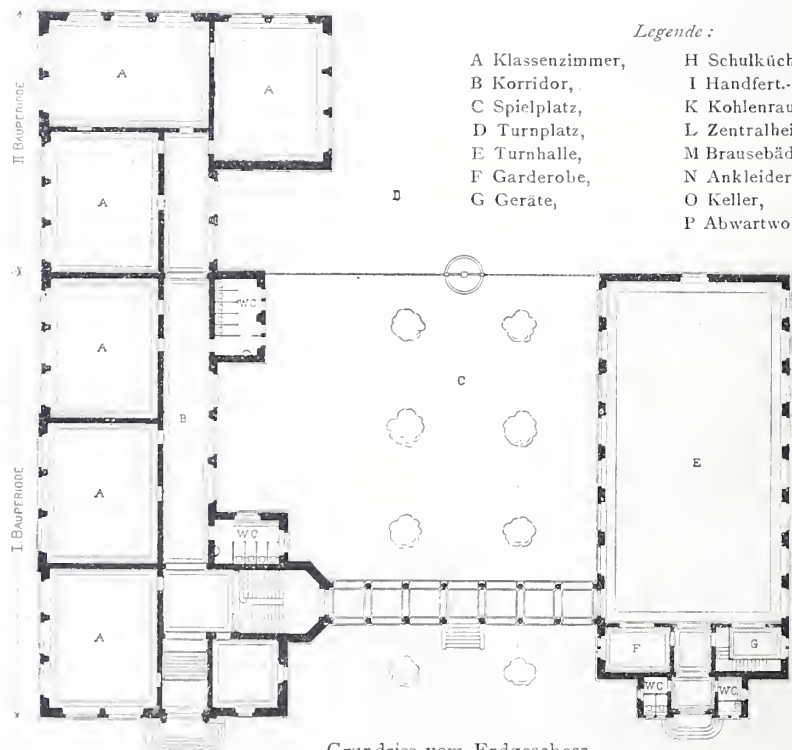 Legende :
A Klassenzimmer,
B Korridor,
C Spielplatz,
D Turnplatz,
E Turnhalle,
F Garderobe,
G Geräte,
H Schulküch
I Handfert.-
K Kohlenrau
L Zentralhei
M Brausebäd
N Ankleider
O Keller,
P Abwartwo
II BAUPERIODE
I. BAUPERIODE
A
A
A
D
WC
A
C
B
A
E
WC
A
F
G
WC
WC
Grundriss vom Erdgeschoss